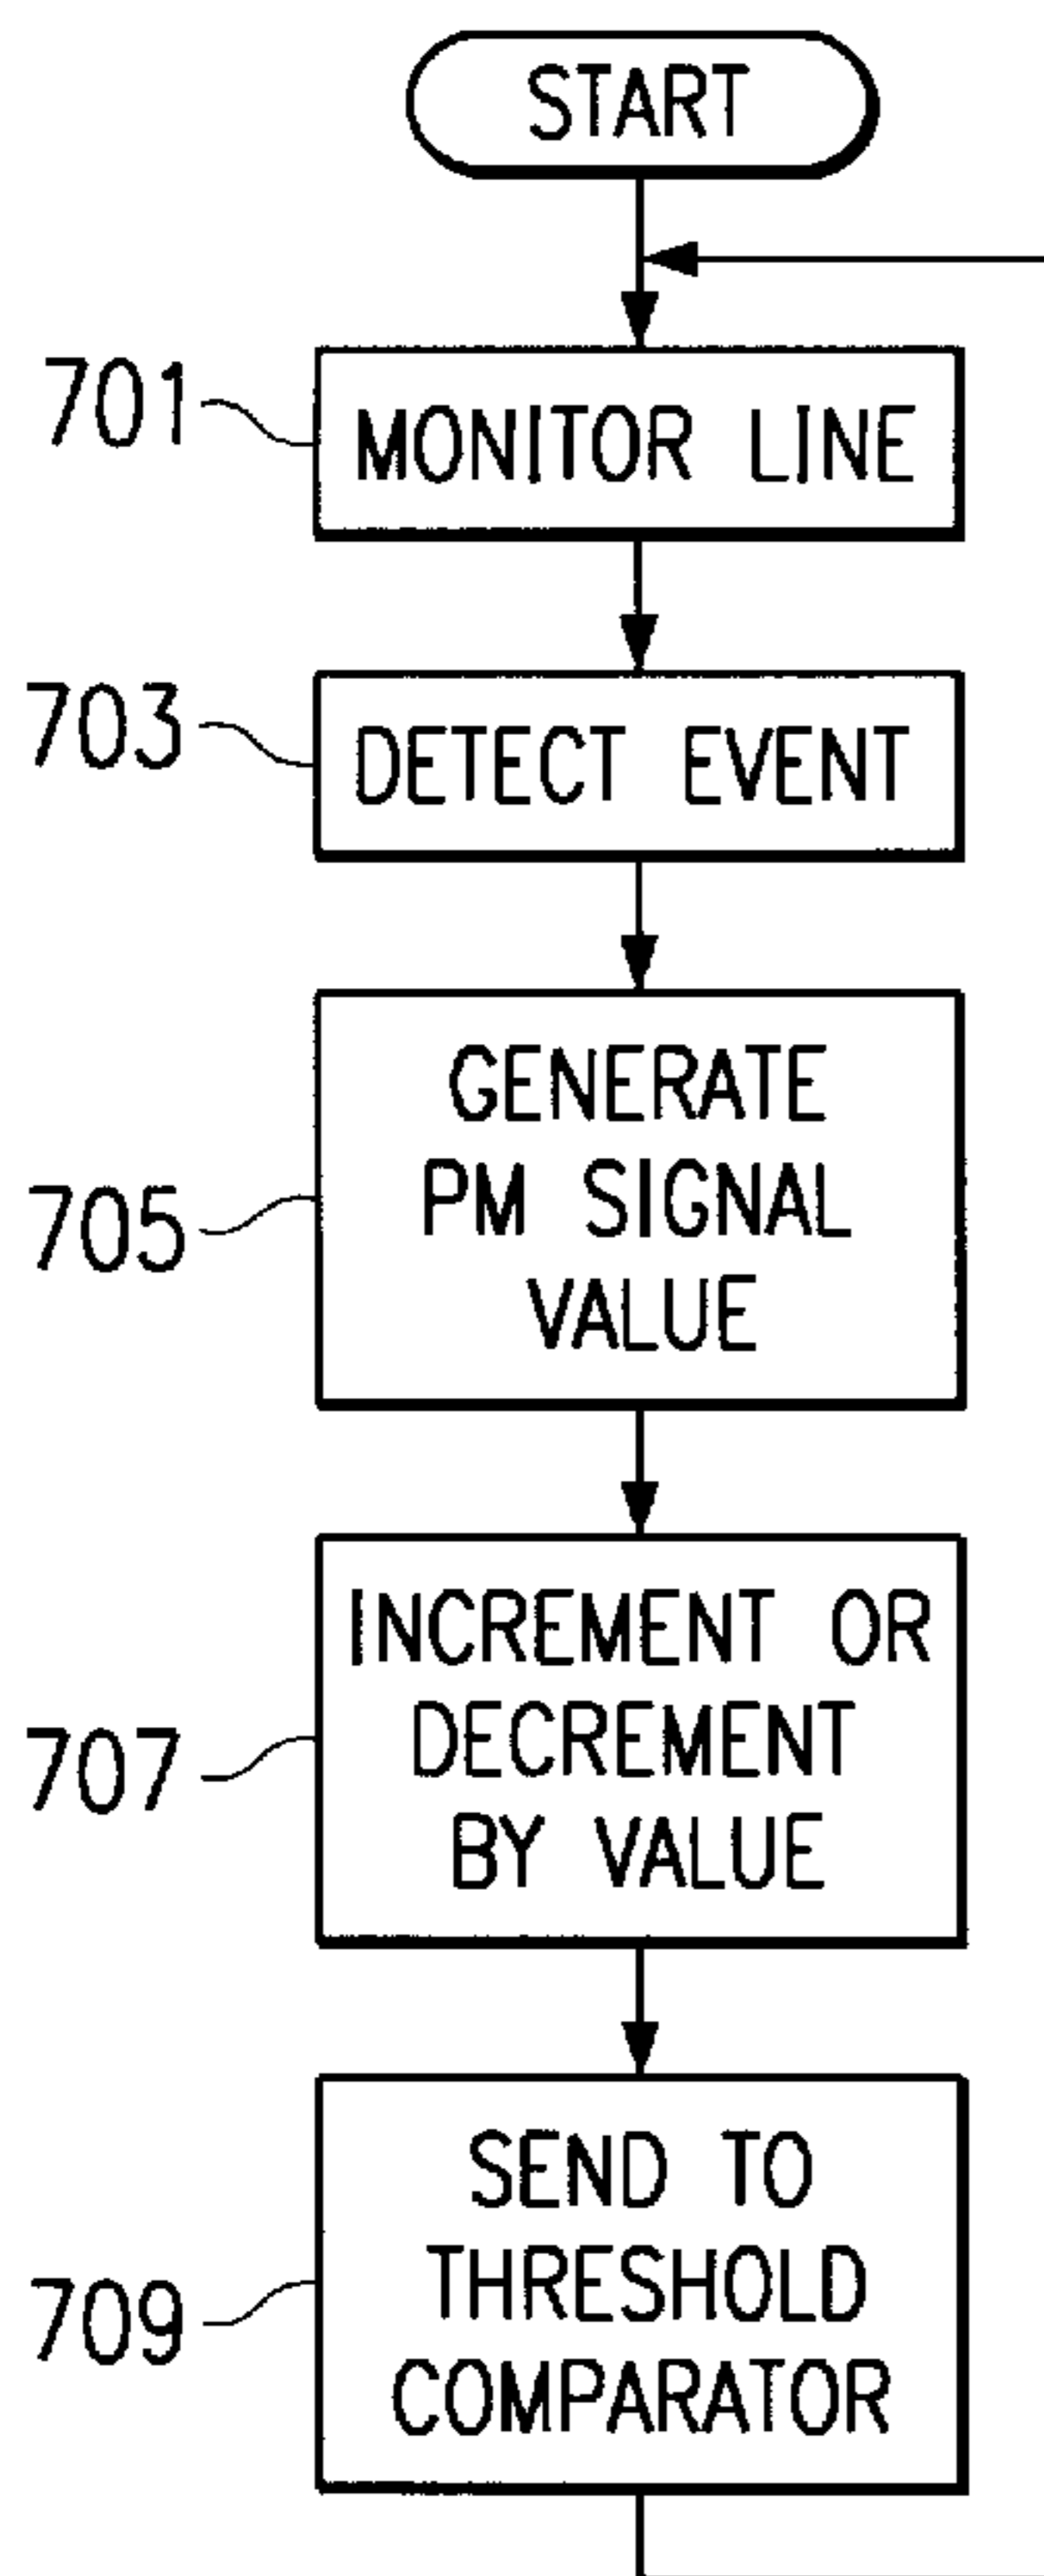 START
701
MONITOR LINE
703
DETECT EVENT
705
GENERATE
PM SIGNAL
VALUE
707
INCREMENT OR
DECREMENT
BY VALUE
709
SEND TO
THRESHOLD
COMPARATOR